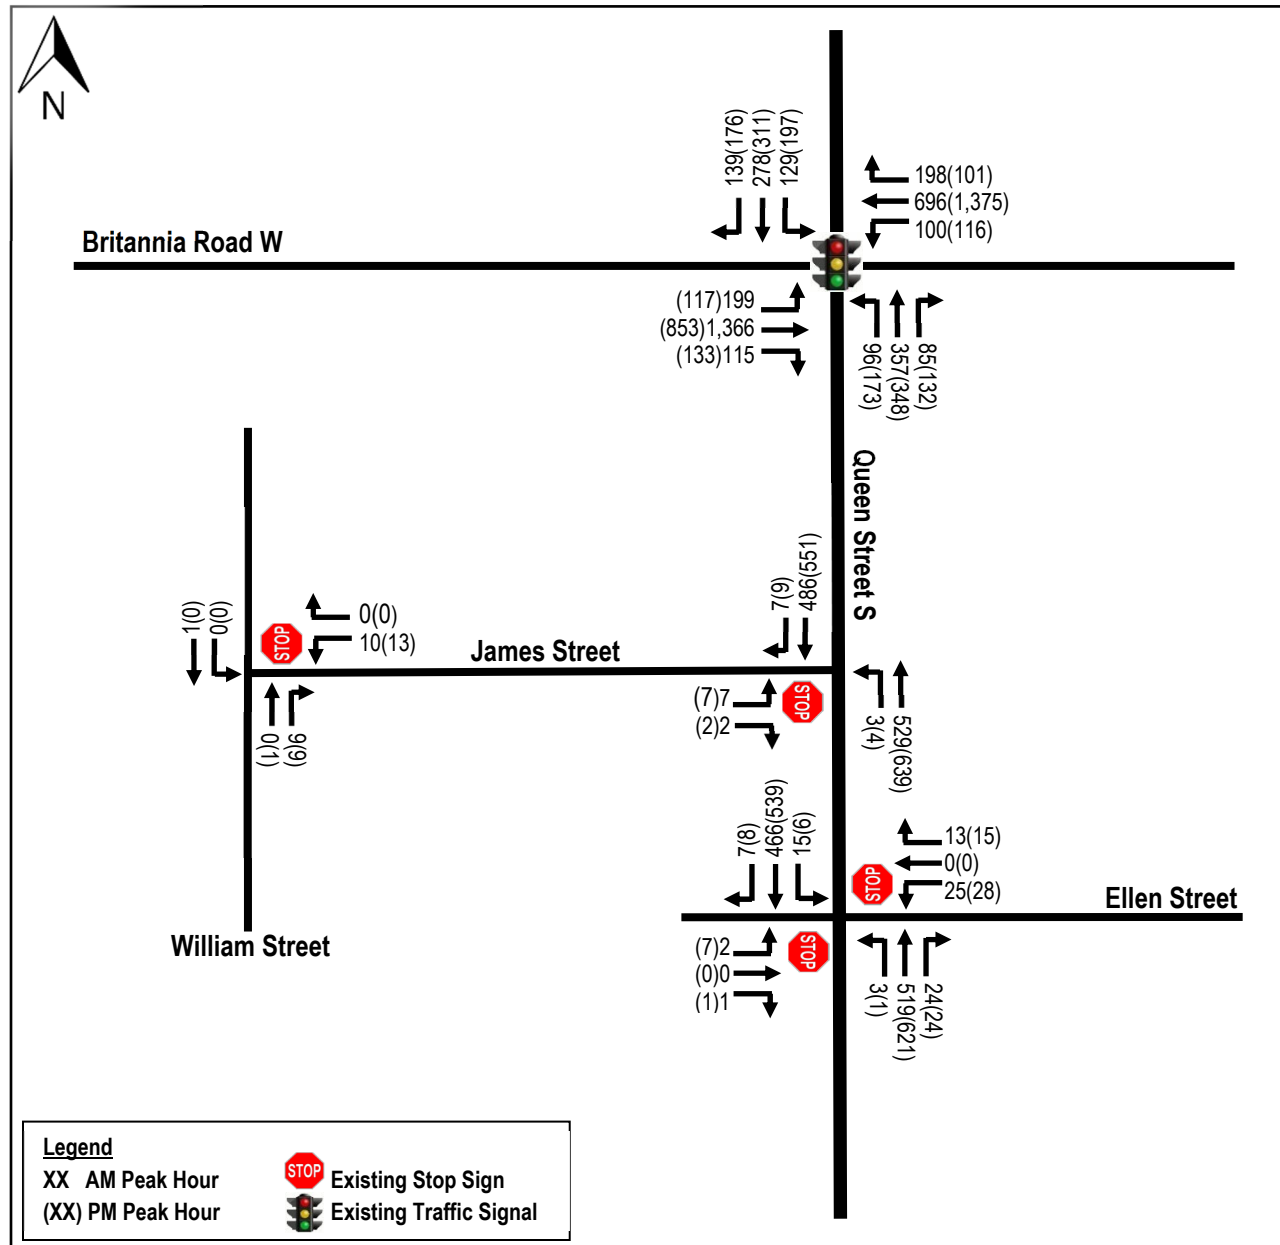 N
139(176)
278(311)
129(197)
198(101)
696(1,375)
100(116)
Britannia Road W
(117)199
(853)1,366
(133)115
96(173)
357(348)
85(132)
Queen Street S
1(0)
0(0)
STOP
0(0)
10(13)
James Street
7(9)
486(551)
0(1)
9(9)
(7)7
(2)2
STOP
3(4)
529(639)
7(8)
466(539)
15(6)
13(15)
0(0)
25(28)
STOP
Ellen Street
William Street
(7)2
(0)0
(1)1
STOP
3(1)
519(621)
24(24)
Legend
XX AM Peak Hour
STOP Existing Stop Sign
(XX) PM Peak Hour
Existing Traffic Signal